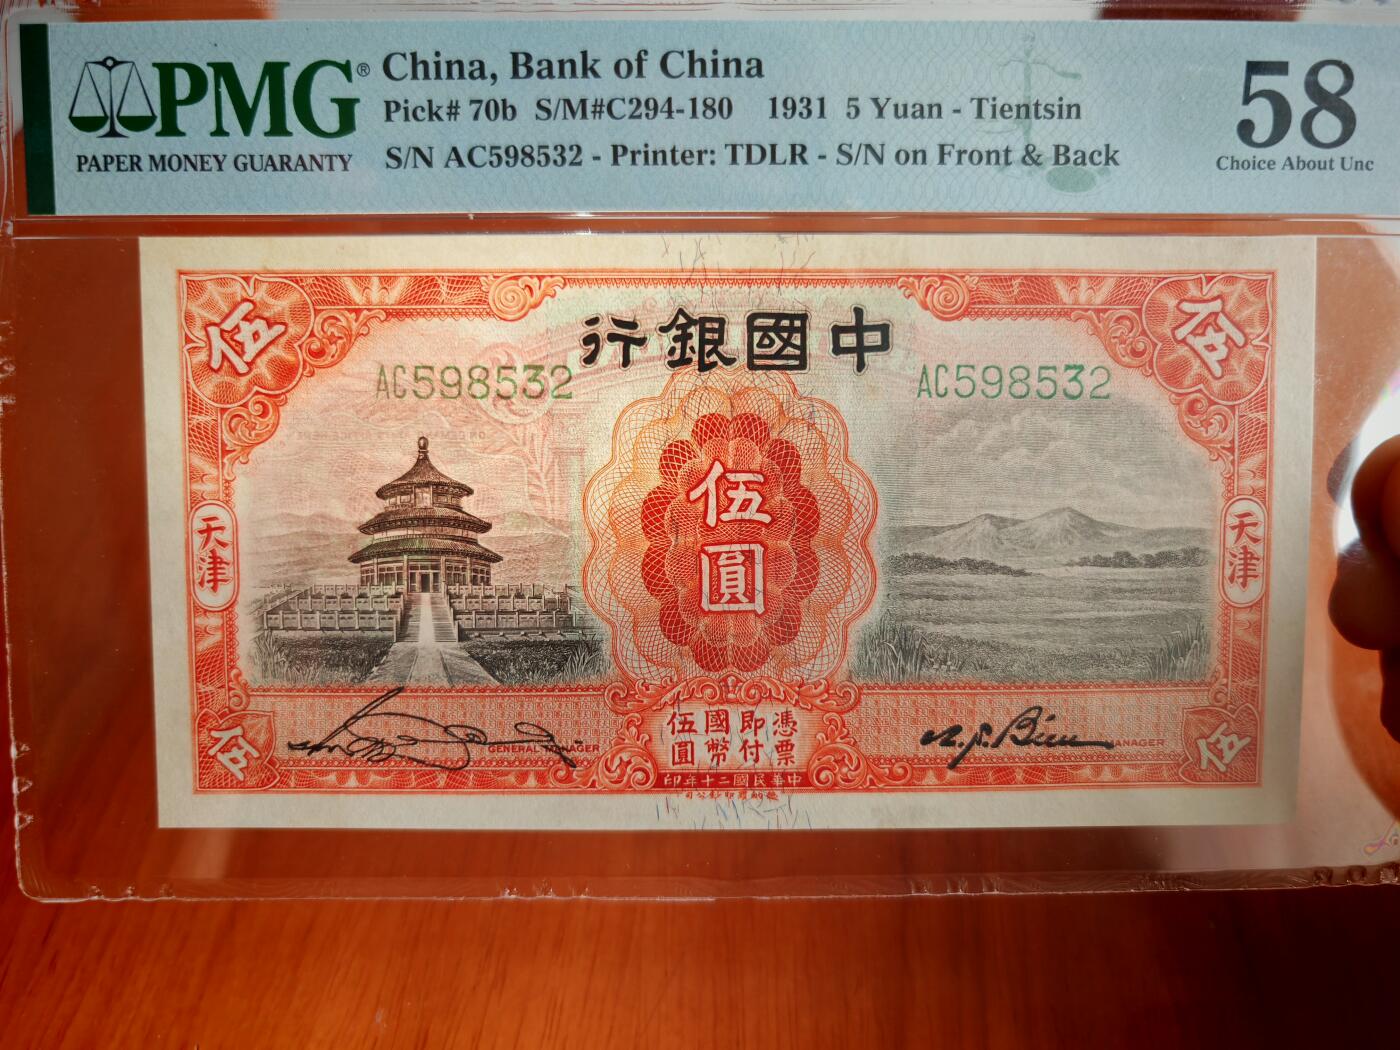 PMG®
PAPER MONEY GUARANTY
China, Bank of China
Pick# 70b S/M#C294-180 1931 5 Yuan - Tientsin
S/N AC598532 - Printer: TDLR - S/N on Front & Back
58
Choice About Unc
伍
伍
行銀國中
AC598532
AC598532
伍圓
天津
天津
憑票
即付
國幣
伍圓
GENERAL MANAGER
MANAGER
伍
伍
印年十二國民華中